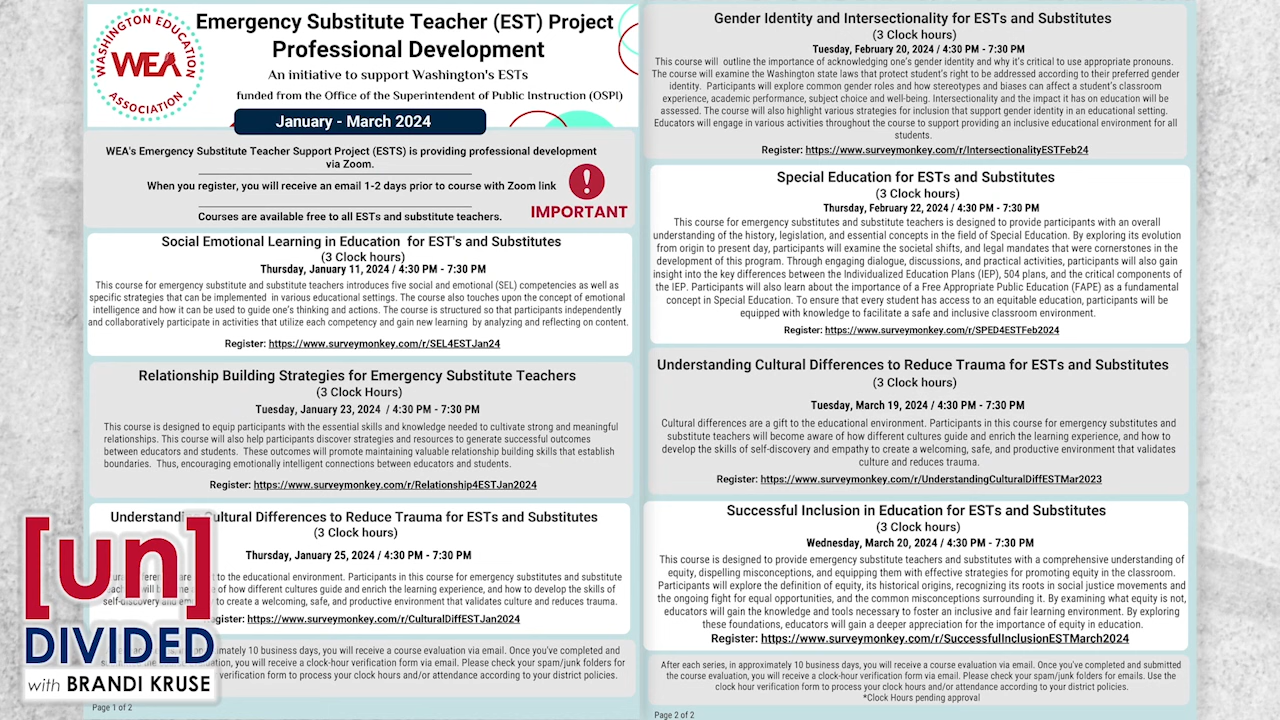 WASHINGTON EDUCATION
WEA
ASSOCIATION
Emergency Substitute Teacher (EST) Project
Professional Development
An initiative to support Washington's ESTs
funded from the Office of the Superintendent of Public Instruction (OSPI)
January - March 2024
WEA's Emergency Substitute Teacher Support Project (ESTS) is providing professional development
via Zoom.
When you register, you will receive an email 1-2 days prior to course with Zoom link
!
IMPORTANT
Courses are available free to all ESTs and substitute teachers.
Social Emotional Learning in Education for EST's and Substitutes
(3 Clock hours)
Thursday, January 11, 2024 / 4:30 PM - 7:30 PM
This course for emergency substitute and substitute teachers introduces five social and emotional (SEL) competencies as well as
specific strategies that can be implemented in various educational settings. The course also touches upon the concept of emotional
intelligence and how it can be used to guide one's thinking and actions. The course is structured so that participants independently
and collaboratively participate in activities that utilize each competency and gain new learning by analyzing and reflecting on content.
Register: https://www.surveymonkey.com/r/SEL4ESTJan24
Relationship Building Strategies for Emergency Substitute Teachers
(3 Clock Hours)
Tuesday, January 23, 2024 / 4:30 PM - 7:30 PM
This course is designed to equip participants with the essential skills and knowledge needed to cultivate strong and meaningful
relationships. This course will also help participants discover strategies and resources to generate successful outcomes
between educators and students. These outcomes will promote maintaining valuable relationship building skills that establish
boundaries. Thus, encouraging emotionally intelligent connections between educators and students.
Register: https://www.surveymonkey.com/r/Relationship4ESTJan2024
Understanding Cultural Differences to Reduce Trauma for ESTs and Substitutes
(3 Clock hours)
Thursday, January 25, 2024 / 4:30 PM - 7:30 PM
to the educational environment. Participants in this course for emergency substitutes and substitute
of how different cultures guide and enrich the learning experience, and how to develop the skills of
self-discovery and to create a welcoming, safe, and productive environment that validates culture and reduces trauma.
Register: https://www.surveymonkey.com/r/CulturalDiffESTJan2024
10 business days, you will receive a course evaluation via email. Once you've completed and
you will receive a clock-hour verification form via email. Please check your spam/junk folders for
verification form to process your clock hours and/or attendance according to your district policies.
Page 1 of 2
[un]
DIVIDED
with BRANDI KRUSE
Gender Identity and Intersectionality for ESTs and Substitutes
(3 Clock hours)
Tuesday, February 20, 2024 / 4:30 PM - 7:30 PM
This course will outline the importance of acknowledging one's gender identity and why it's critical to use appropriate pronouns.
The course will examine the Washington state laws that protect student's right to be addressed according to their preferred gender
identity. Participants will explore common gender roles and how stereotypes and biases can affect a student's classroom
experience, academic performance, subject choice and well-being. Intersectionality and the impact it has on education will be
assessed. The course will also highlight various strategies for inclusion that support gender identity in an educational setting.
Educators will engage in various activities throughout the course to support providing an inclusive educational environment for all
students.
Register: https://www.surveymonkey.com/r/IntersectionalityESTFeb24
Special Education for ESTs and Substitutes
(3 Clock hours)
Thursday, February 22, 2024 / 4:30 PM - 7:30 PM
This course for emergency substitutes and substitute teachers is designed to provide participants with an overall
understanding of the history, legislation, and essential concepts in the field of Special Education. By exploring its evolution
from origin to present day, participants will examine the societal shifts, and legal mandates that were cornerstones in the
development of this program. Through engaging dialogue, discussions, and practical activities, participants will also gain
insight into the key differences between the Individualized Education Plans (IEP), 504 plans, and the critical components of
the IEP. Participants will also learn about the importance of a Free Appropriate Public Education (FAPE) as a fundamental
concept in Special Education. To ensure that every student has access to an equitable education, participants will be
equipped with knowledge to facilitate a safe and inclusive classroom environment.
Register: https://www.surveymonkey.com/r/SPED4ESTFeb2024
Understanding Cultural Differences to Reduce Trauma for ESTs and Substitutes
(3 Clock hours)
Tuesday, March 19, 2024 / 4:30 PM - 7:30 PM
Cultural differences are a gift to the educational environment. Participants in this course for emergency substitutes and
substitute teachers will become aware of how different cultures guide and enrich the learning experience, and how to
develop the skills of self-discovery and empathy to create a welcoming, safe, and productive environment that validates
culture and reduces trauma.
Register: https://www.surveymonkey.com/r/UnderstandingCulturalDiffESTMar2023
Successful Inclusion in Education for ESTs and Substitutes
(3 Clock hours)
Wednesday, March 20, 2024 / 4:30 PM - 7:30 PM
This course is designed to provide emergency substitute teachers and substitutes with a comprehensive understanding of
equity, dispelling misconceptions, and equipping them with effective strategies for promoting equity in the classroom.
Participants will explore the definition of equity, its historical origins, recognizing its roots in social justice movements and
the ongoing fight for equal opportunities, and the common misconceptions surrounding it. By examining what equity is not,
educators will gain the knowledge and tools necessary to foster an inclusive and fair learning environment. By exploring
these foundations, educators will gain a deeper appreciation for the importance of equity in education.
Register: https://www.surveymonkey.com/r/SuccessfulInclusionESTMarch2024
After each series, in approximately 10 business days, you will receive a course evaluation via email. Once you've completed and submitted
the course evaluation, you will receive a clock-hour verification form via email. Please check your spam/junk folders for emails. Use the
clock hour verification form to process your clock hours and/or attendance according to your district policies.
*Clock Hours pending approval
Page 2 of 2